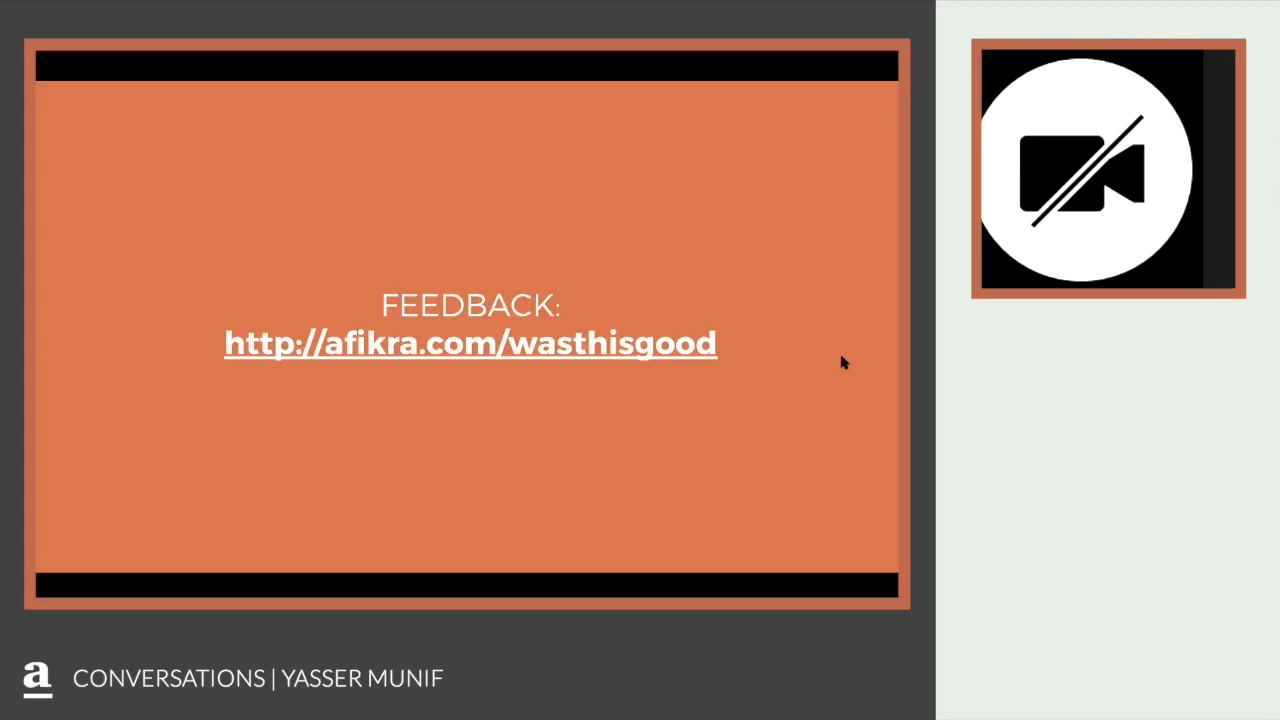 FEEDBACK:
http://afikra.com/wasthisgood
a CONVERSATIONS | YASSER MUNIF